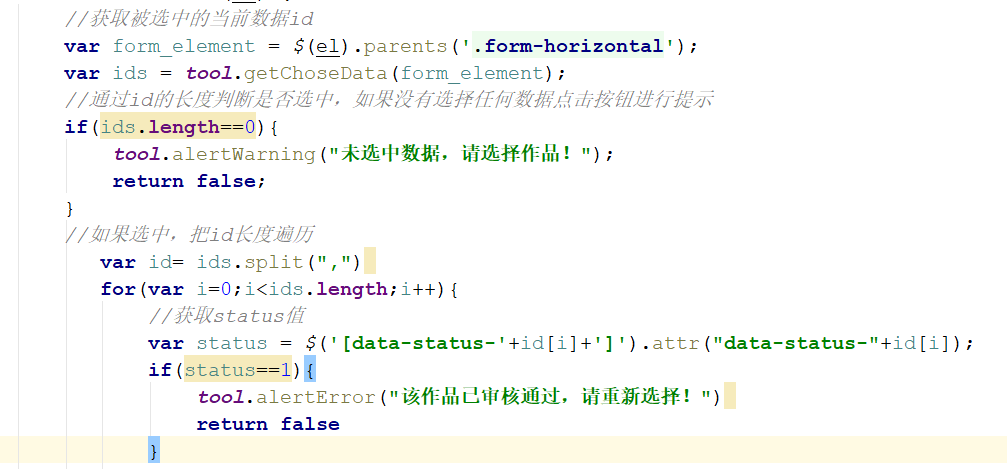 //获取被选中的当前数据id
var form_element = $(el).parents('.form-horizontal');
var ids = tool.getChoseData(form_element);
//通过id的长度判断是否选中，如果没有选择任何数据点击按钮进行提示
if(ids.length==0){
tool.alertWarning("未选中数据，请选择作品！");
return false;
}
//如果选中，把id长度遍历
var id= ids.split(",")
for(var i=0;i<ids.length;i++){
//获取status值
var status = $('[data-status-'+id[i]+']').attr("data-status-"+id[i]);
if(status==1){
tool.alertError("该作品已审核通过，请重新选择！")
return false
}